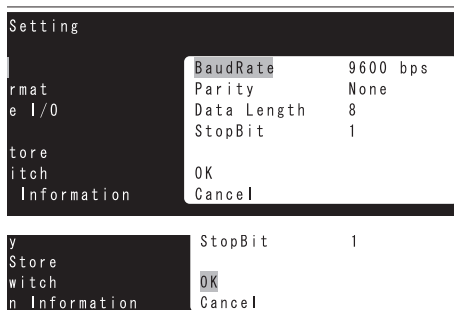 Setting
BaudRate 9600 bps
rmat Parity None
e I/O Data Length 8
StopBit 1
tore
itch OK
Information Cancel
y StopBit 1
Store
witch OK
n Information Cancel